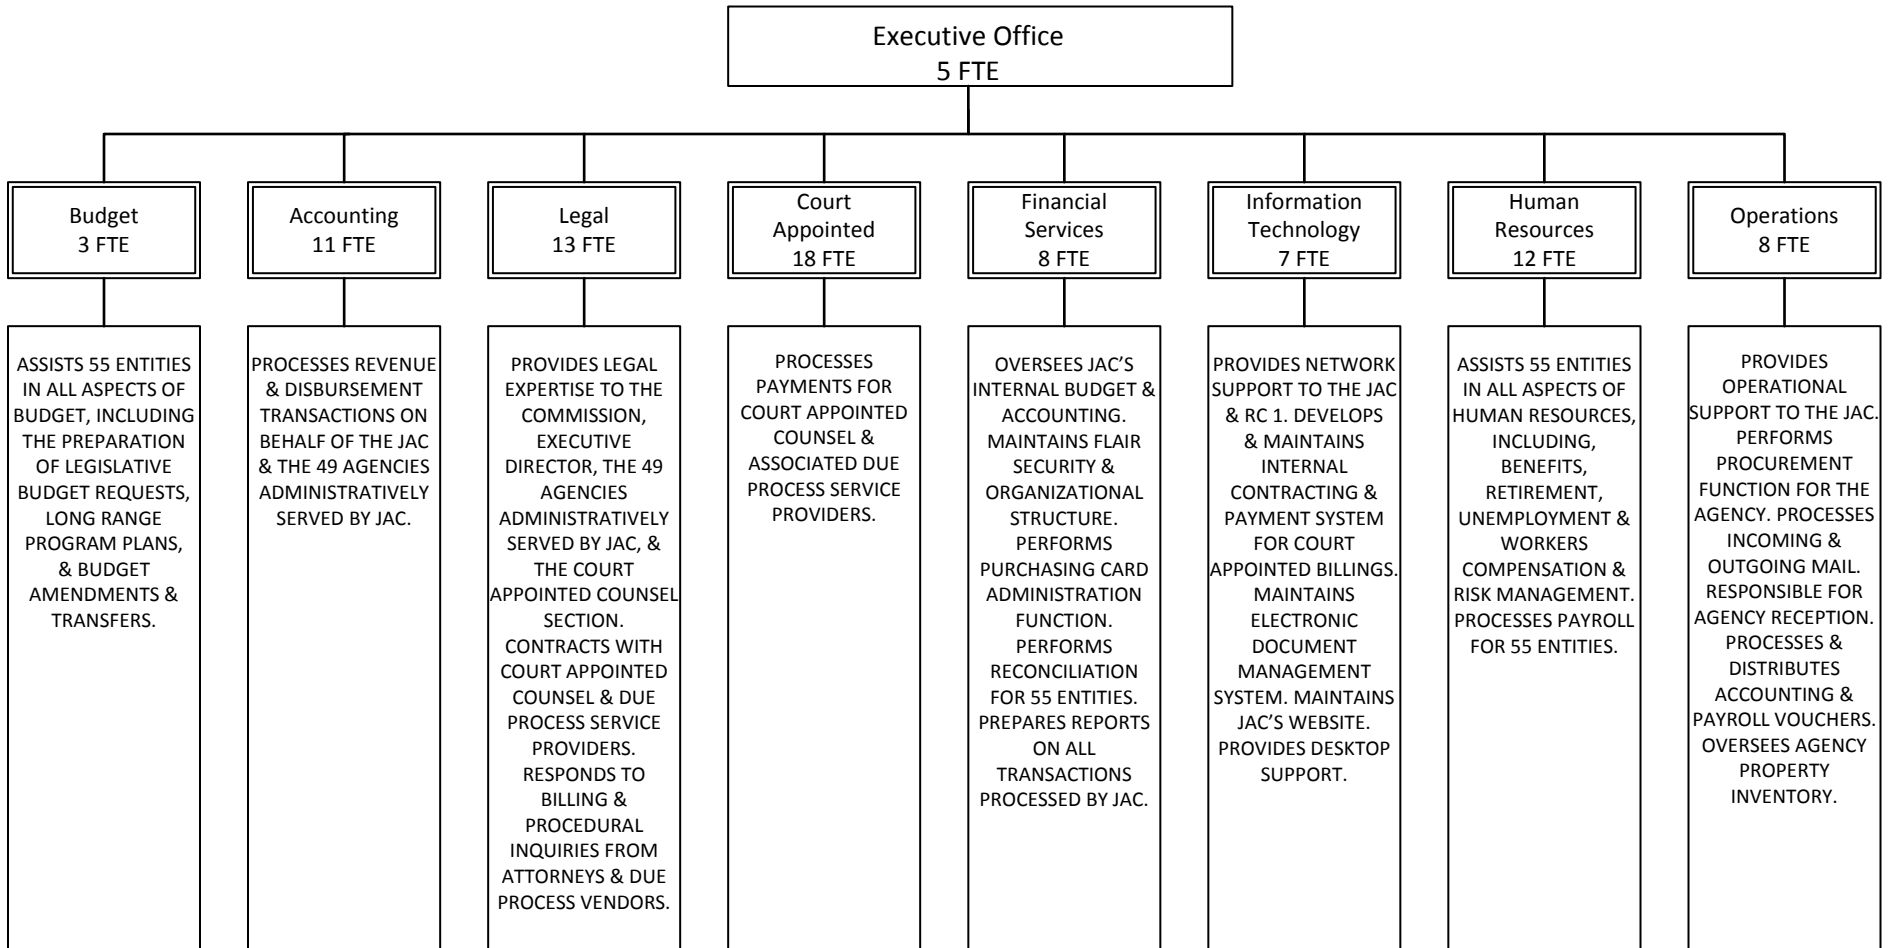 Executive Office
5 FTE
Budget
3 FTE
Accounting
11 FTE
Legal
13 FTE
Court
Appointed
18 FTE
Financial
Services
8 FTE
Information
Technology
7 FTE
Human
Resources
12 FTE
Operations
8 FTE
ASSISTS 55 ENTITIES
IN ALL ASPECTS OF
BUDGET, INCLUDING
THE PREPARATION
OF LEGISLATIVE
BUDGET REQUESTS,
LONG RANGE
PROGRAM PLANS,
& BUDGET
AMENDMENTS &
TRANSFERS.
PROCESSES REVENUE
& DISBURSEMENT
TRANSACTIONS ON
BEHALF OF THE JAC
& THE 49 AGENCIES
ADMINISTRATIVELY
SERVED BY JAC.
PROVIDES LEGAL
EXPERTISE TO THE
COMMISSION,
EXECUTIVE
DIRECTOR, THE 49
AGENCIES
ADMINISTRATIVELY
SERVED BY JAC, &
THE COURT
APPOINTED COUNSEL
SECTION.
CONTRACTS WITH
COURT APPOINTED
COUNSEL & DUE
PROCESS SERVICE
PROVIDERS.
RESPONDS TO
BILLING &
PROCEDURAL
INQUIRIES FROM
ATTORNEYS & DUE
PROCESS VENDORS.
PROCESSES
PAYMENTS FOR
COURT APPOINTED
COUNSEL &
ASSOCIATED DUE
PROCESS SERVICE
PROVIDERS.
OVERSEES JAC’S
INTERNAL BUDGET &
ACCOUNTING.
MAINTAINS FLAIR
SECURITY &
ORGANIZATIONAL
STRUCTURE.
PERFORMS
PURCHASING CARD
ADMINISTRATION
FUNCTION.
PERFORMS
RECONCILIATION
FOR 55 ENTITIES.
PREPARES REPORTS
ON ALL
TRANSACTIONS
PROCESSED BY JAC.
PROVIDES NETWORK
SUPPORT TO THE JAC
& RC 1. DEVELOPS
& MAINTAINS
INTERNAL
CONTRACTING &
PAYMENT SYSTEM
FOR COURT
APPOINTED BILLINGS.
MAINTAINS
ELECTRONIC
DOCUMENT
MANAGEMENT
SYSTEM. MAINTAINS
JAC’S WEBSITE.
PROVIDES DESKTOP
SUPPORT.
ASSISTS 55 ENTITIES
IN ALL ASPECTS OF
HUMAN RESOURCES,
INCLUDING,
BENEFITS,
RETIREMENT,
UNEMPLOYMENT &
WORKERS
COMPENSATION &
RISK MANAGEMENT.
PROCESSES PAYROLL
FOR 55 ENTITIES.
PROVIDES
OPERATIONAL
SUPPORT TO THE JAC.
PERFORMS
PROCUREMENT
FUNCTION FOR THE
AGENCY. PROCESSES
INCOMING &
OUTGOING MAIL.
RESPONSIBLE FOR
AGENCY RECEPTION.
PROCESSES &
DISTRIBUTES
ACCOUNTING &
PAYROLL VOUCHERS.
OVERSEES AGENCY
PROPERTY
INVENTORY.